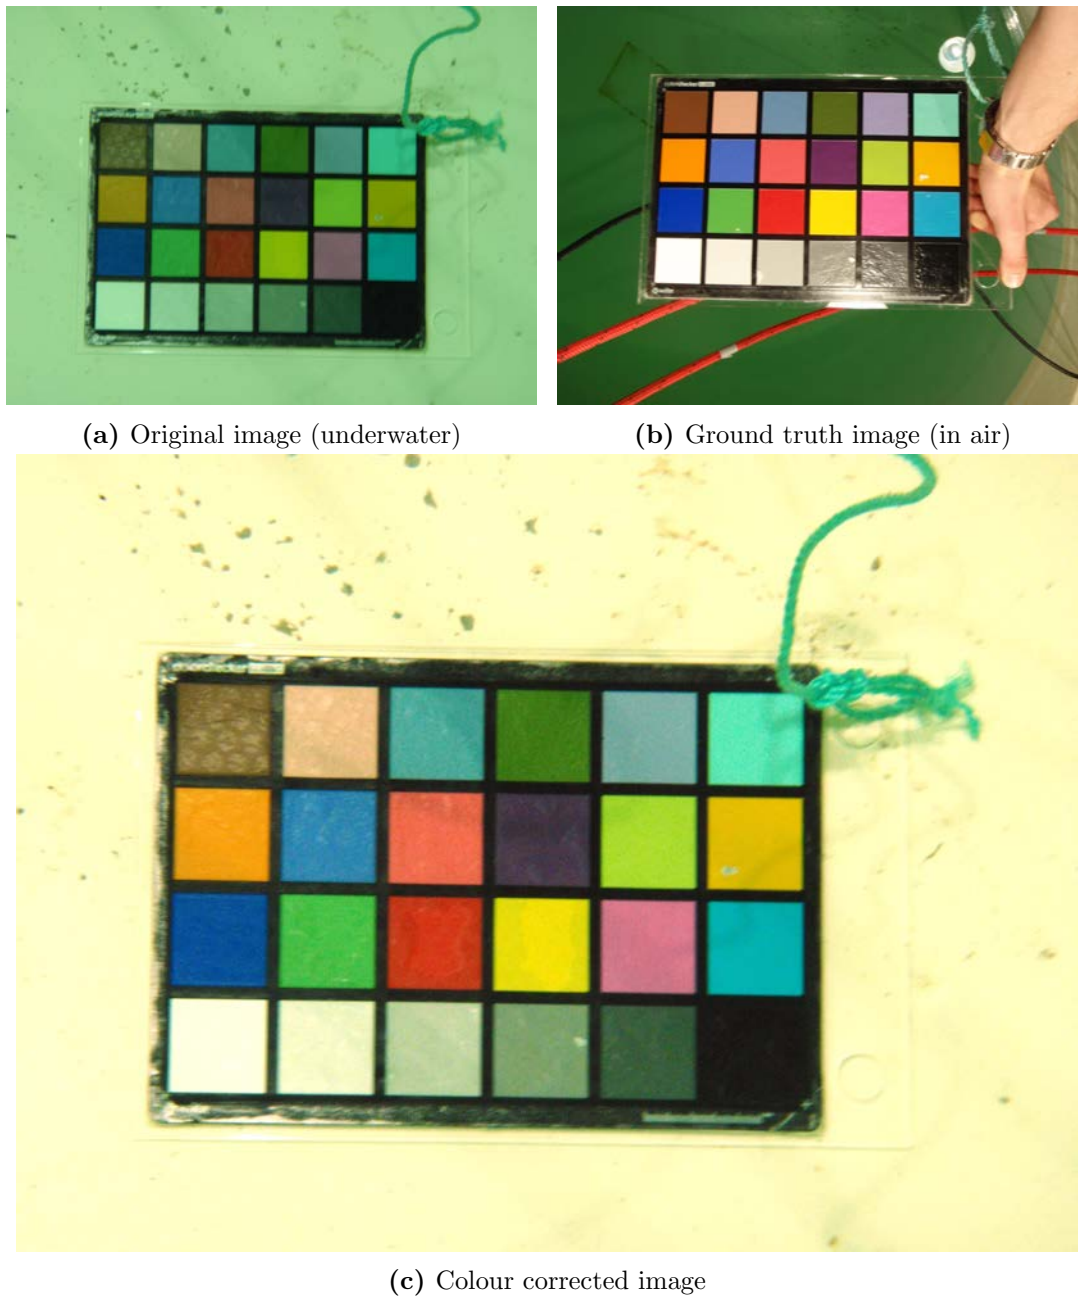 (a) Original image (underwater)
(b) Ground truth image (in air)
(c) Colour corrected image